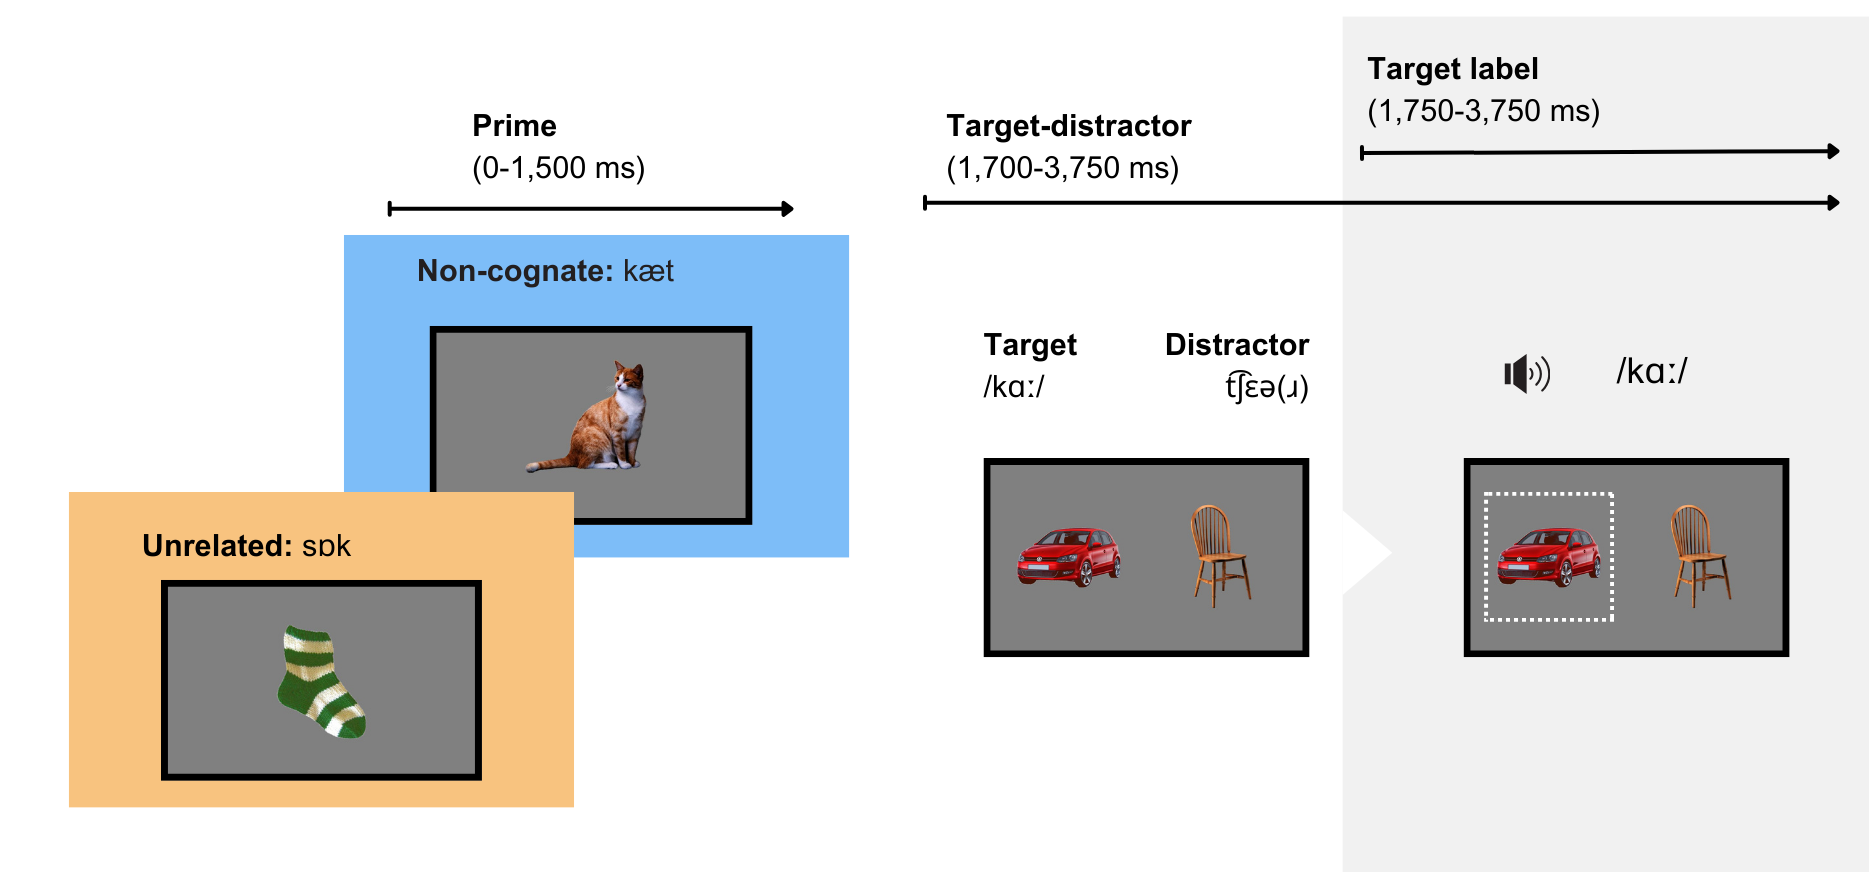 Prime
(0-1,500 ms)
Non-cognate: kæt
Unrelated: sɒk
Target-distractor
(1,700-3,750 ms)
Target
/kɑː/
Distractor
t͡ʃɛə(ɹ)
Target label
(1,750-3,750 ms)
/kɑː/